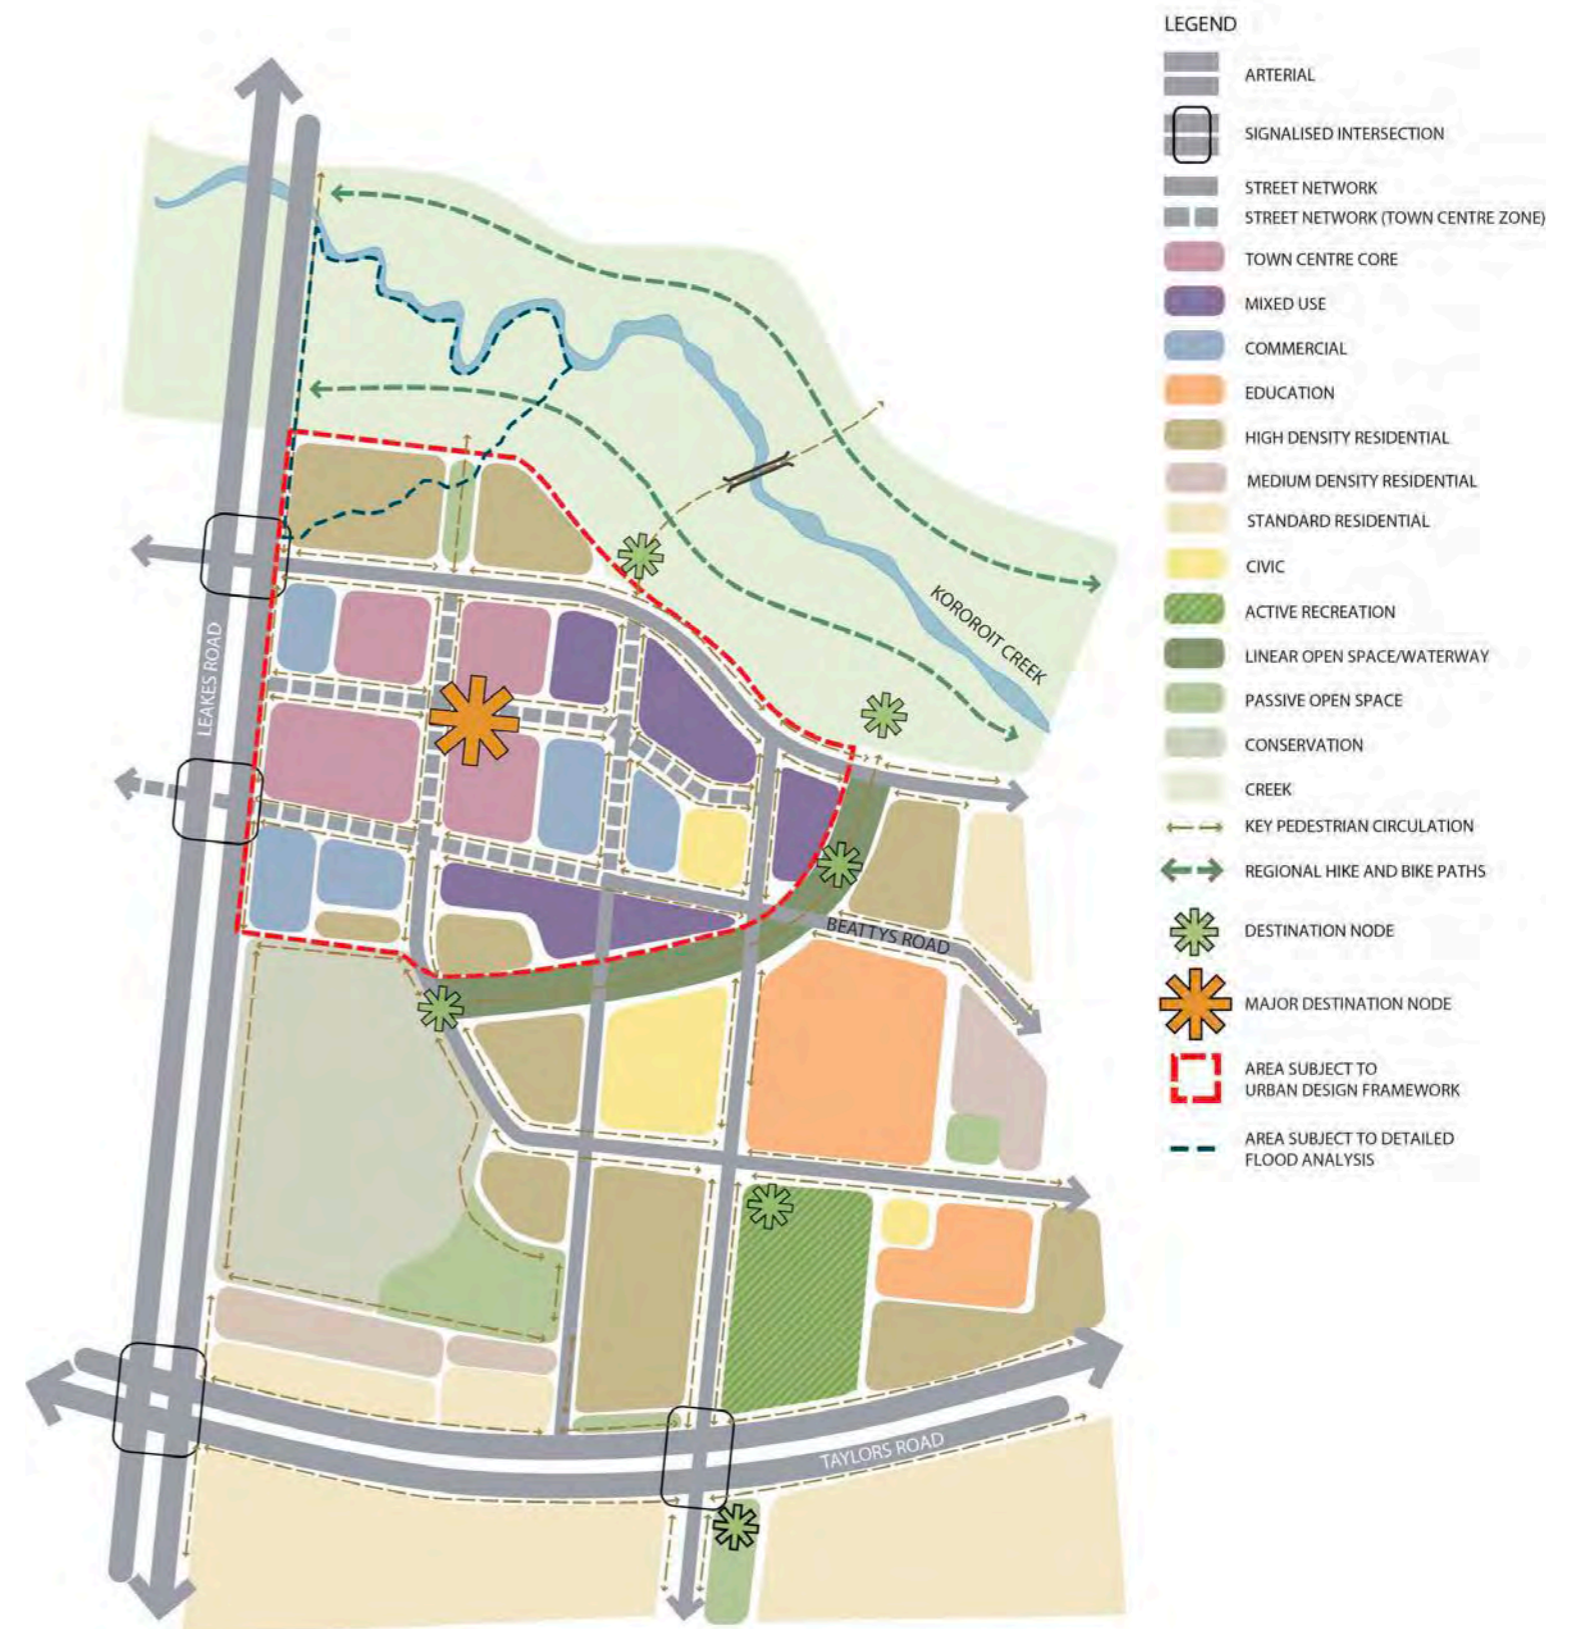 LEGEND
ARTERIAL
SIGNALISED INTERSECTION
STREET NETWORK
STREET NETWORK (TOWN CENTRE ZONE)
TOWN CENTRE CORE
MIXED USE
COMMERCIAL
EDUCATION
HIGH DENSITY RESIDENTIAL
MEDIUM DENSITY RESIDENTIAL
STANDARD RESIDENTIAL
CIVIC
ACTIVE RECREATION
LINEAR OPEN SPACE/WATERWAY
PASSIVE OPEN SPACE
CONSERVATION
CREEK
KEY PEDESTRIAN CIRCULATION
REGIONAL HIKE AND BIKE PATHS
DESTINATION NODE
MAJOR DESTINATION NODE
AREA SUBJECT TO
URBAN DESIGN FRAMEWORK
AREA SUBJECT TO DETAILED
FLOOD ANALYSIS
KOROROIT CREEK
LEAKES ROAD
BEATTYS ROAD
TAYLORS ROAD